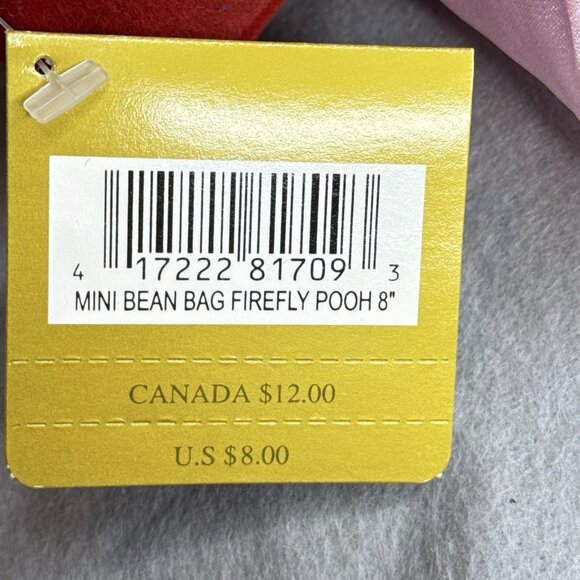 4 17222 81709 3
MINI BEAN BAG FIREFLY POOH 8"
CANADA $12.00
U.S $8.00